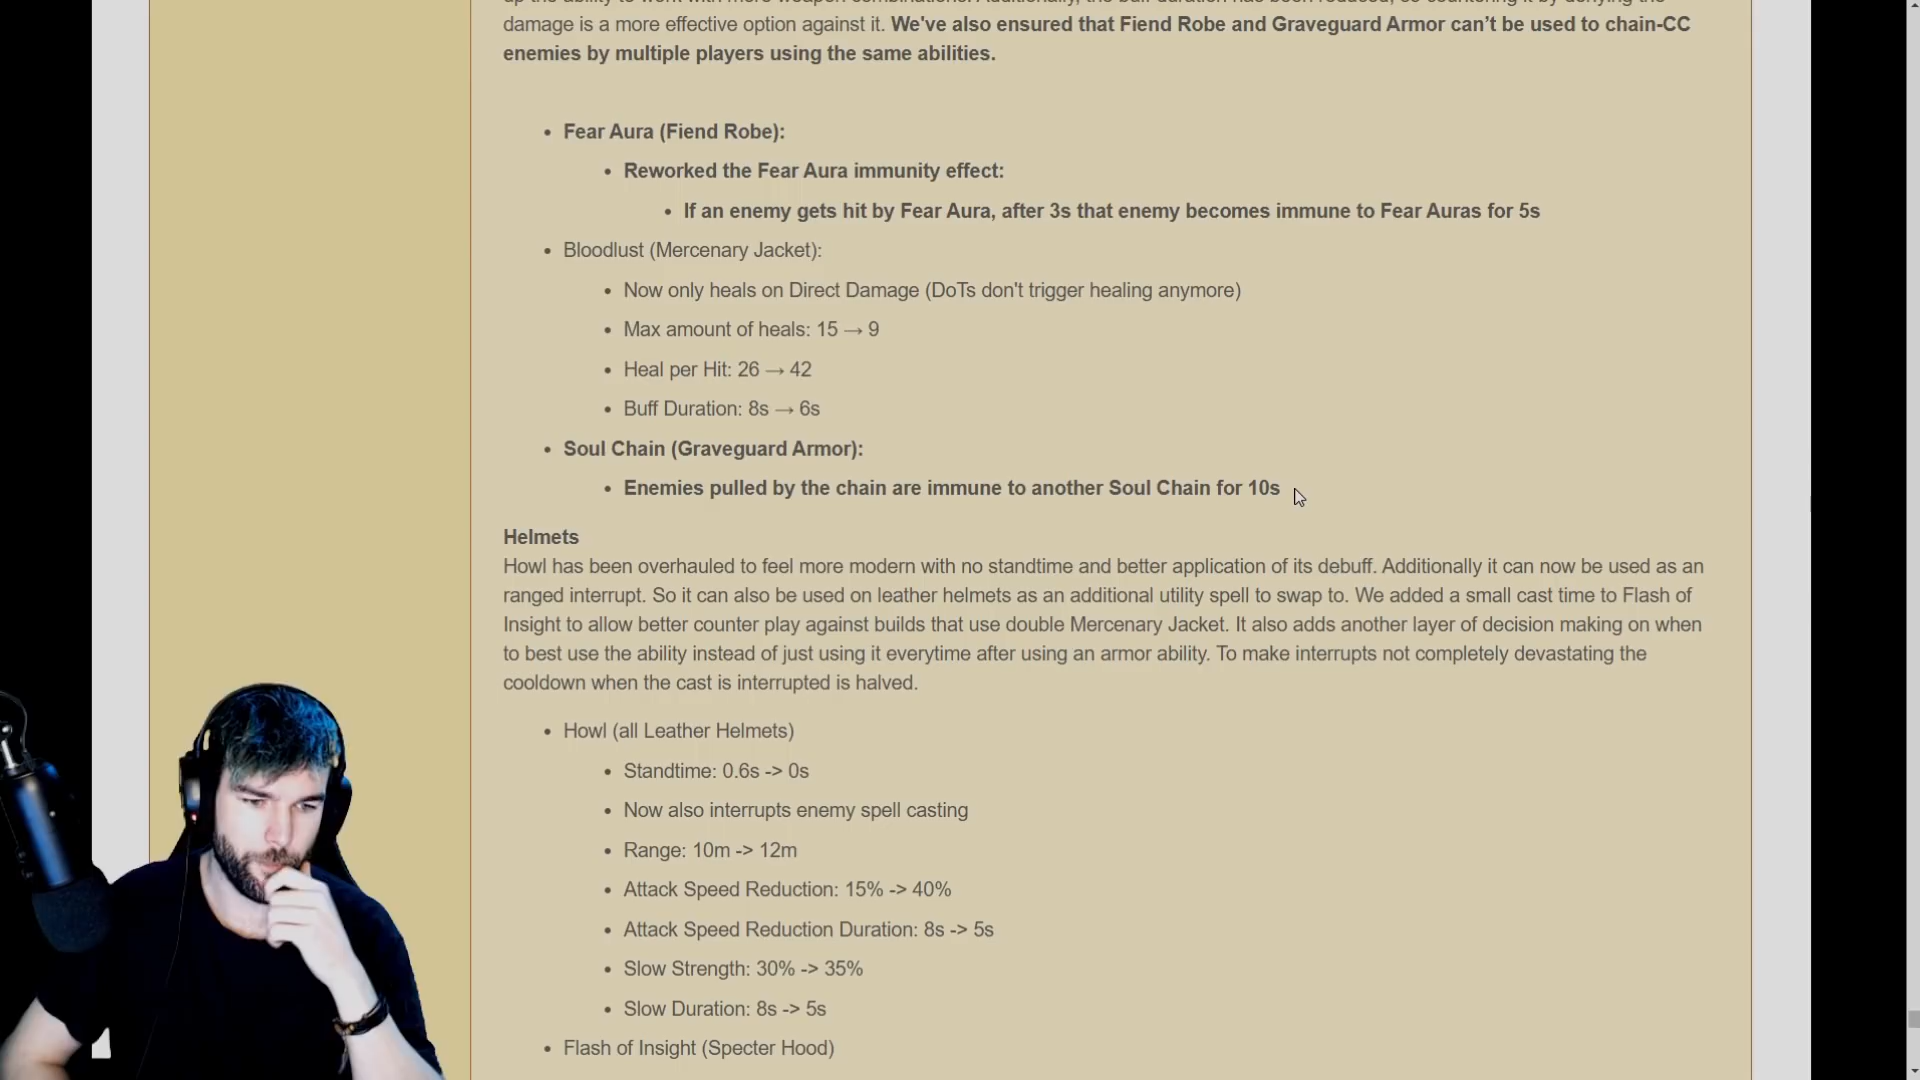 damage is a more effective option against it. We've also ensured that Fiend Robe and Graveguard Armor can’t be used to chain-CC
enemies by multiple players using the same abilities.
• Fear Aura (Fiend Robe):
• Reworked the Fear Aura immunity effect:
• If an enemy gets hit by Fear Aura, after 3s that enemy becomes immune to Fear Auras for 5s
• Bloodlust (Mercenary Jacket):
• Now only heals on Direct Damage (DoTs don't trigger healing anymore)
• Max amount of heals: 15 → 9
• Heal per Hit: 26 → 42
• Buff Duration: 8s → 6s
• Soul Chain (Graveguard Armor):
• Enemies pulled by the chain are immune to another Soul Chain for 10s
Helmets
Howl has been overhauled to feel more modern with no standtime and better application of its debuff. Additionally it can now be used as an
ranged interrupt. So it can also be used on leather helmets as an additional utility spell to swap to. We added a small cast time to Flash of
Insight to allow better counter play against builds that use double Mercenary Jacket. It also adds another layer of decision making on when
to best use the ability instead of just using it everytime after using an armor ability. To make interrupts not completely devastating the
cooldown when the cast is interrupted is halved.
• Howl (all Leather Helmets)
• Standtime: 0.6s -> 0s
• Now also interrupts enemy spell casting
• Range: 10m -> 12m
• Attack Speed Reduction: 15% -> 40%
• Attack Speed Reduction Duration: 8s -> 5s
• Slow Strength: 30% -> 35%
• Slow Duration: 8s -> 5s
• Flash of Insight (Specter Hood)